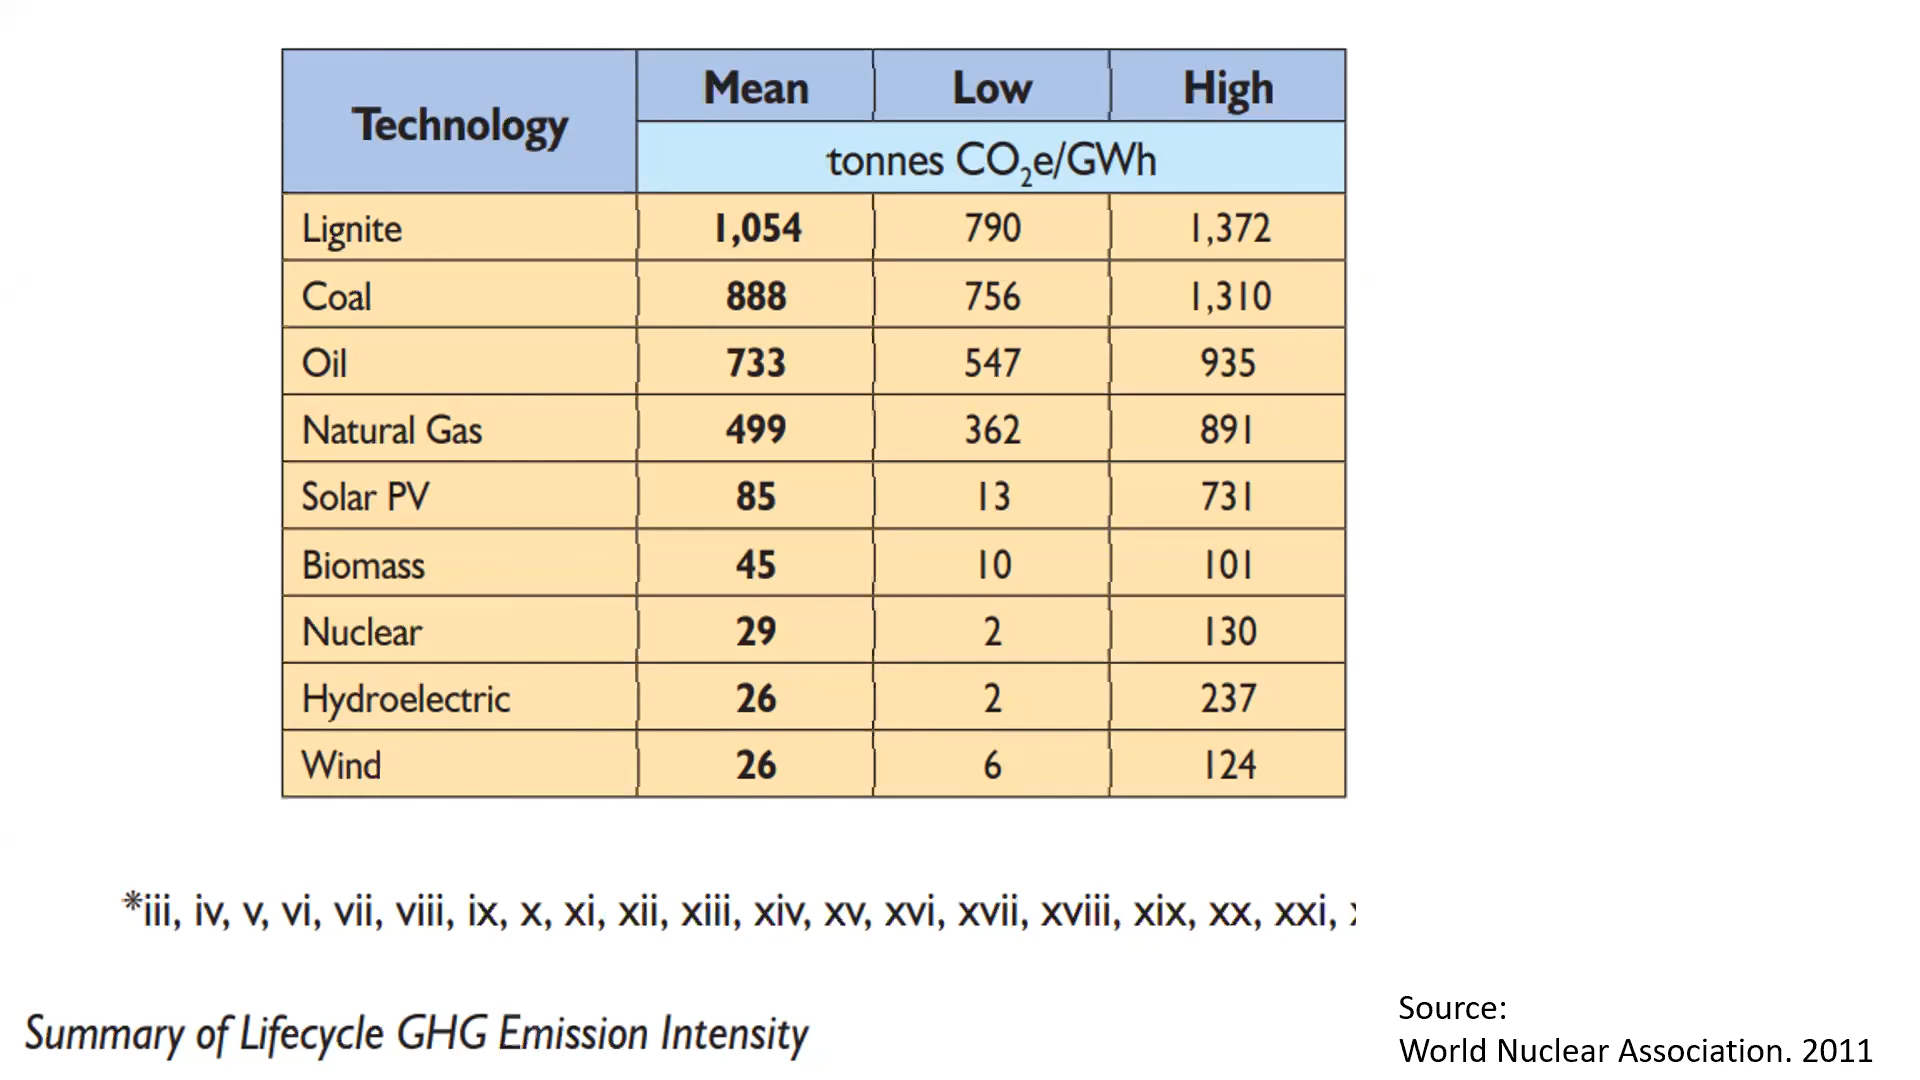 Technology Mean Low High
tonnes CO₂e/GWh
Lignite 1,054 790 1,372
Coal 888 756 1,310
Oil 733 547 935
Natural Gas 499 362 891
Solar PV 85 13 731
Biomass 45 10 101
Nuclear 29 2 130
Hydroelectric 26 2 237
Wind 26 6 124
*iii, iv, v, vi, vii, viii, ix, x, xi, xii, xiii, xiv, xv, xvi, xvii, xviii, xix, xx, xxi,
Summary of Lifecycle GHG Emission Intensity
Source:
World Nuclear Association. 2011